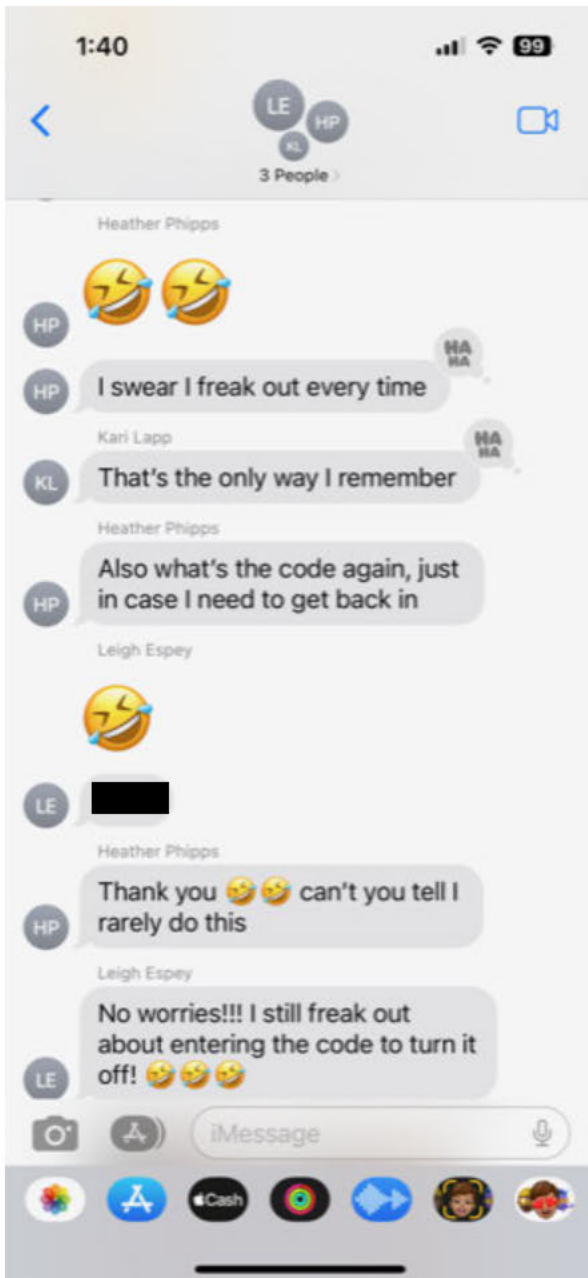 1:40
99
LE
HP
KL
3 People
Heather Phipps
🤣🤣
HP
HA
HA
HP
I swear I freak out every time
Kari Lapp
HA
HA
KL
That's the only way I remember
Heather Phipps
Also what's the code again, just
HP
in case I need to get back in
Leigh Espey
🤣
LE
Heather Phipps
Thank you 🤣🤣 can't you tell I
HP
rarely do this
Leigh Espey
No worries!!! I still freak out
about entering the code to turn it
LE
off! 🤣🤣🤣
iMessage
Cash